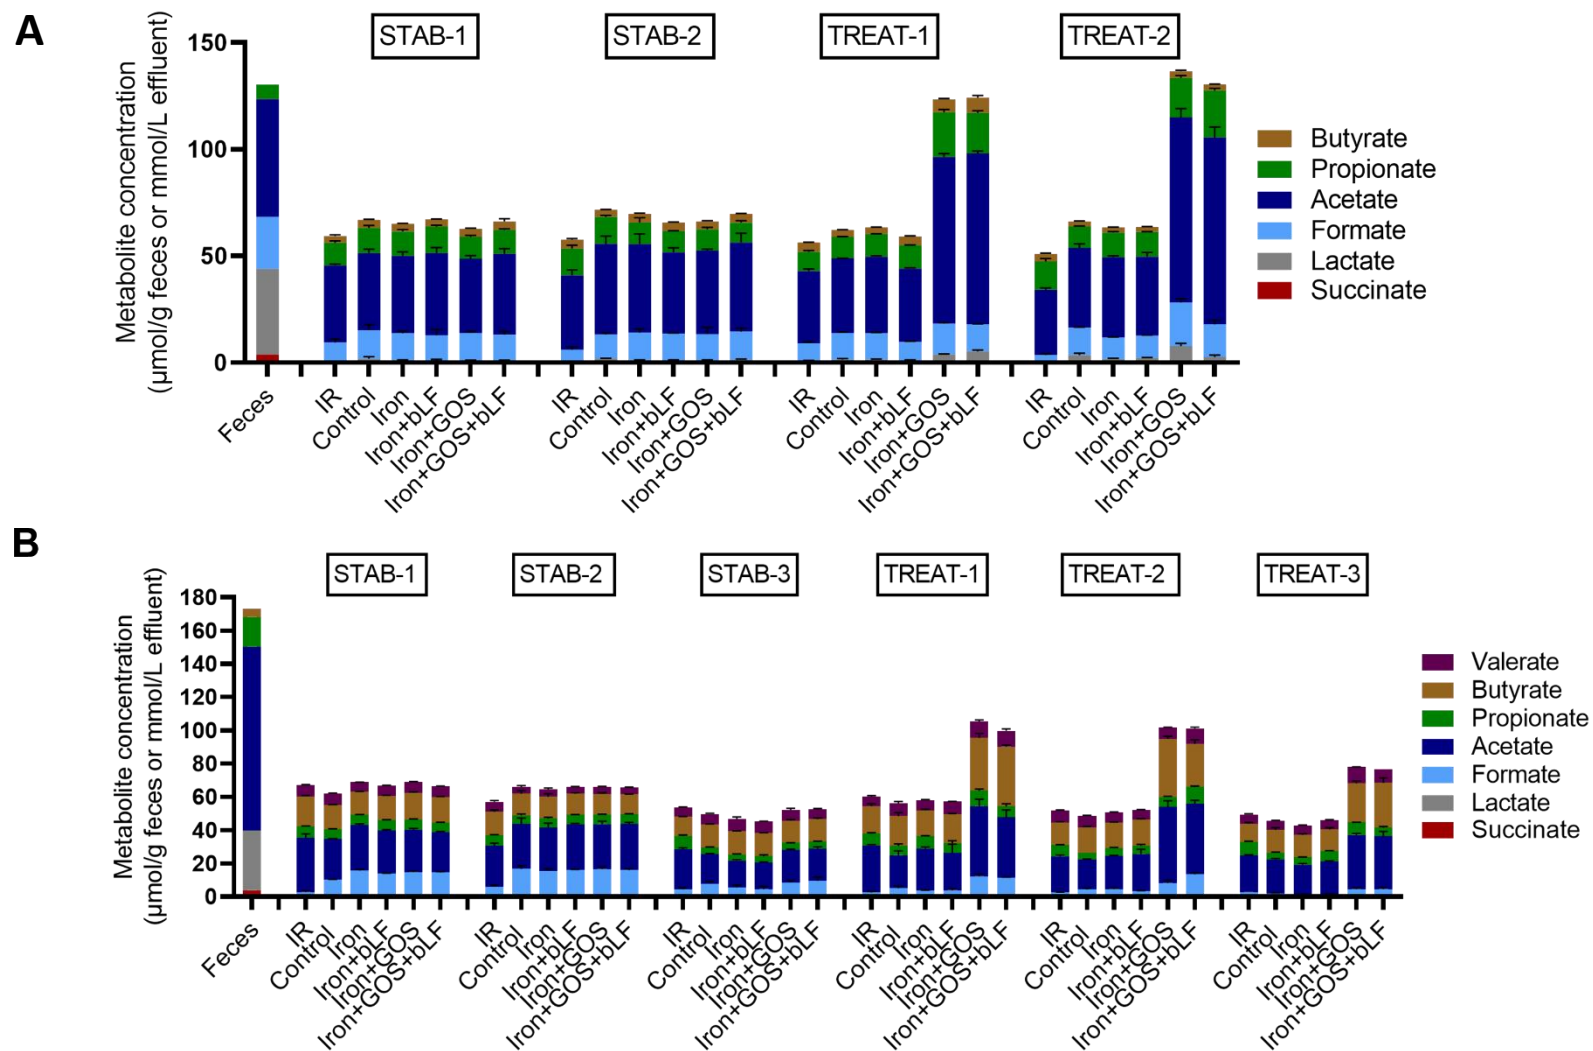 A
STAB-1
STAB-2
TREAT-1
TREAT-2
Metabolite concentration
(µmol/g feces or mmol/L effluent)
150
100
50
0
Butyrate
Propionate
Acetate
Formate
Lactate
Succinate
Feces
IR
Control
Iron
Iron+bLF
Iron+GOS
Iron+GOS+bLF
IR
Control
Iron
Iron+bLF
Iron+GOS
Iron+GOS+bLF
IR
Control
Iron
Iron+bLF
Iron+GOS
Iron+GOS+bLF
IR
Control
Iron
Iron+bLF
Iron+GOS
Iron+GOS+bLF
B
STAB-1
STAB-2
STAB-3
TREAT-1
TREAT-2
TREAT-3
Metabolite concentration
(µmol/g feces or mmol/L effluent)
180
160
140
120
100
80
60
40
20
0
Valerate
Butyrate
Propionate
Acetate
Formate
Lactate
Succinate
Feces
IR
Control
Iron
Iron+bLF
Iron+GOS
Iron+GOS+bLF
IR
Control
Iron
Iron+bLF
Iron+GOS
Iron+GOS+bLF
IR
Control
Iron
Iron+bLF
Iron+GOS
Iron+GOS+bLF
IR
Control
Iron
Iron+bLF
Iron+GOS
Iron+GOS+bLF
IR
Control
Iron
Iron+bLF
Iron+GOS
Iron+GOS+bLF
IR
Control
Iron
Iron+bLF
Iron+GOS
Iron+GOS+bLF